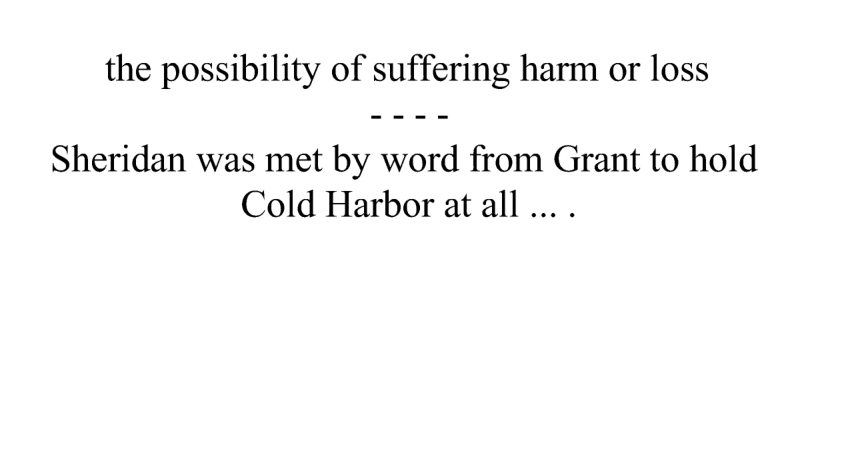 the possibility of suffering harm or loss
- - - -
Sheridan was met by word from Grant to hold
Cold Harbor at all ... .